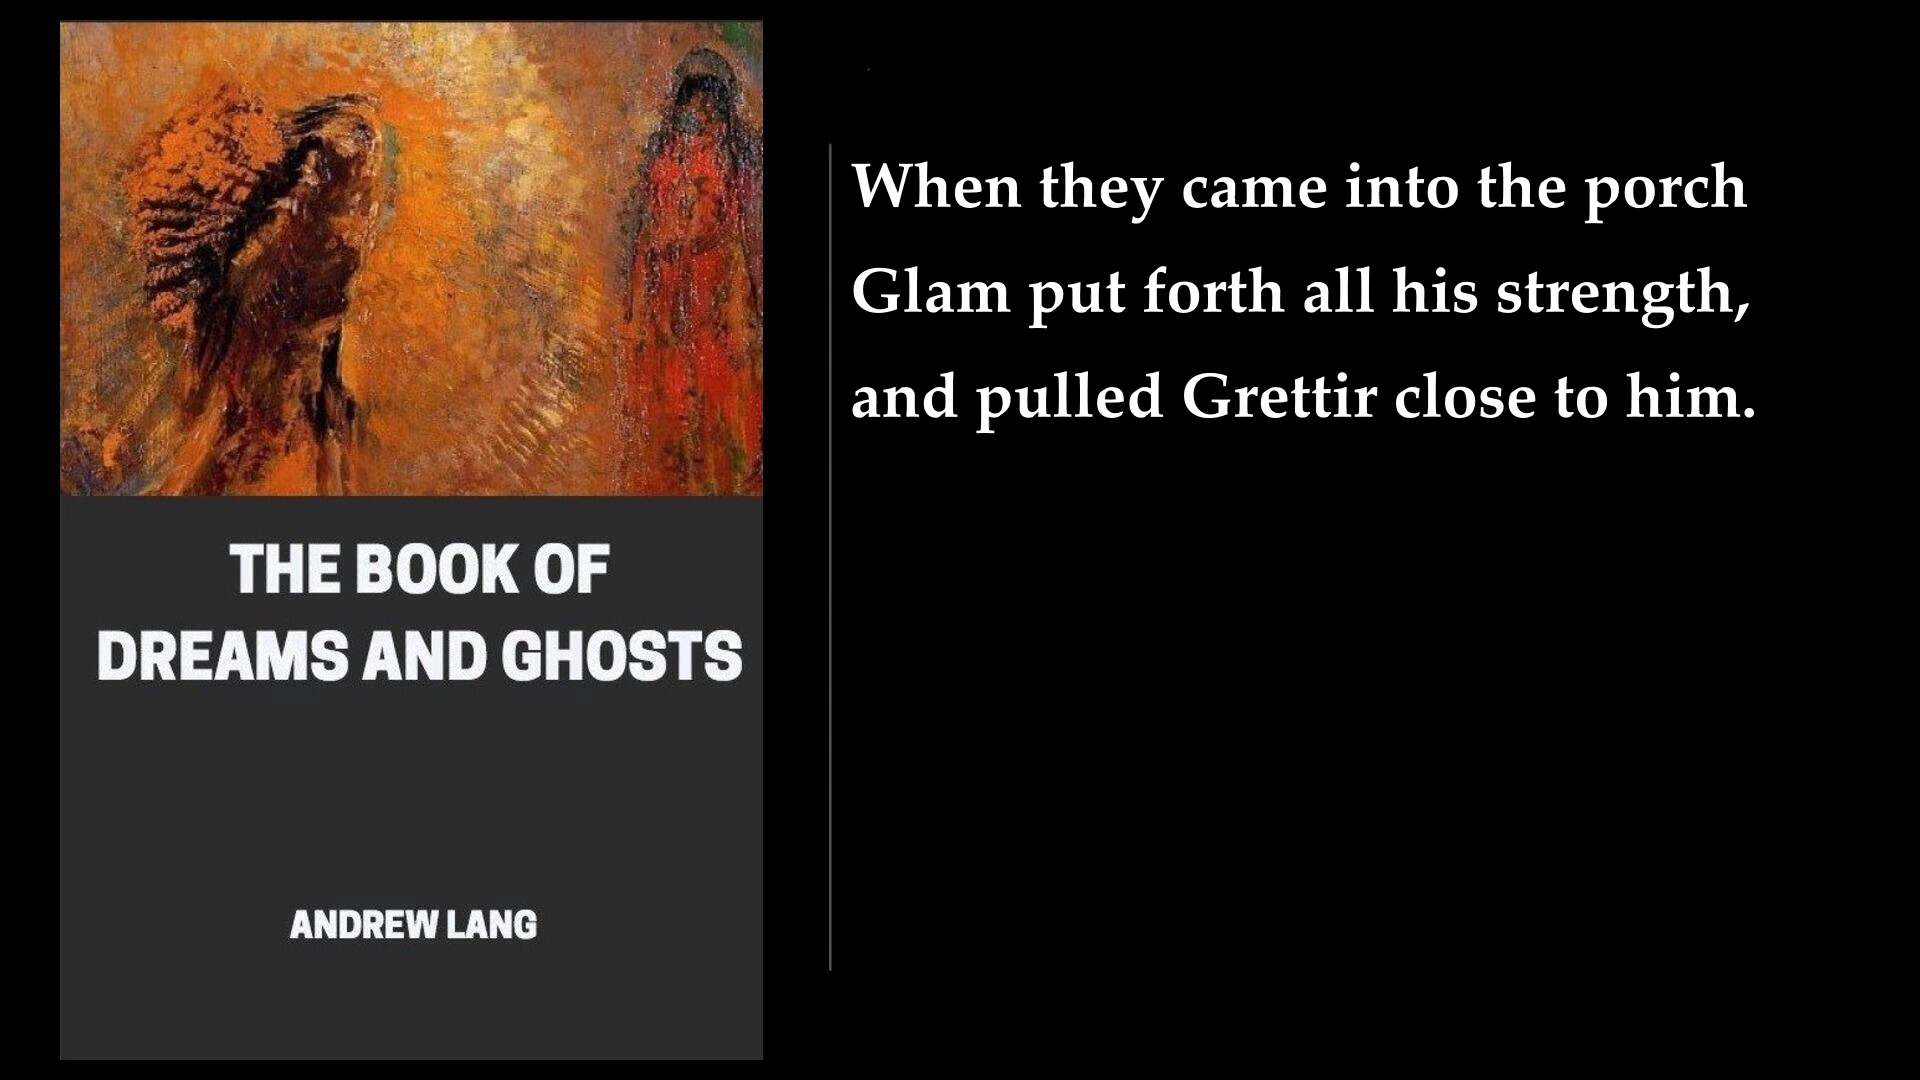 THE BOOK OF
DREAMS AND GHOSTS
ANDREW LANG
When they came into the porch
Glam put forth all his strength,
and pulled Grettir close to him.